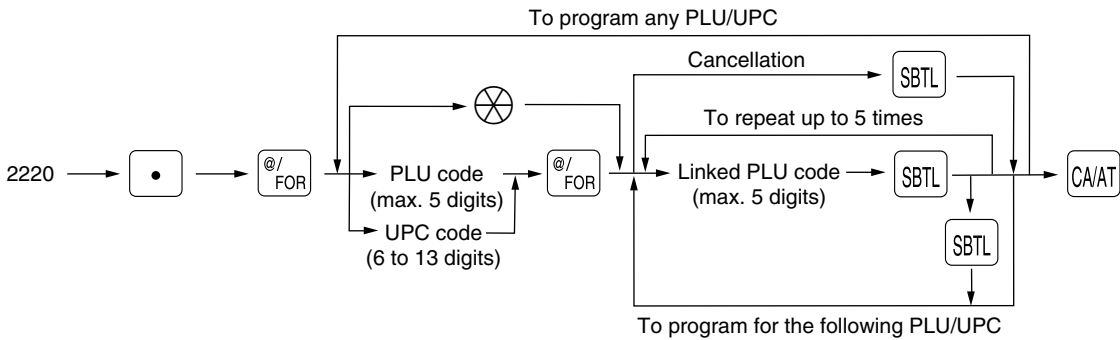 To program any PLU/UPC
Cancellation
SBTL
To repeat up to 5 times
2220
•
@/
FOR
PLU code
(max. 5 digits)
@/
FOR
Linked PLU code
(max. 5 digits)
SBTL
CA/AT
UPC code
(6 to 13 digits)
SBTL
To program for the following PLU/UPC